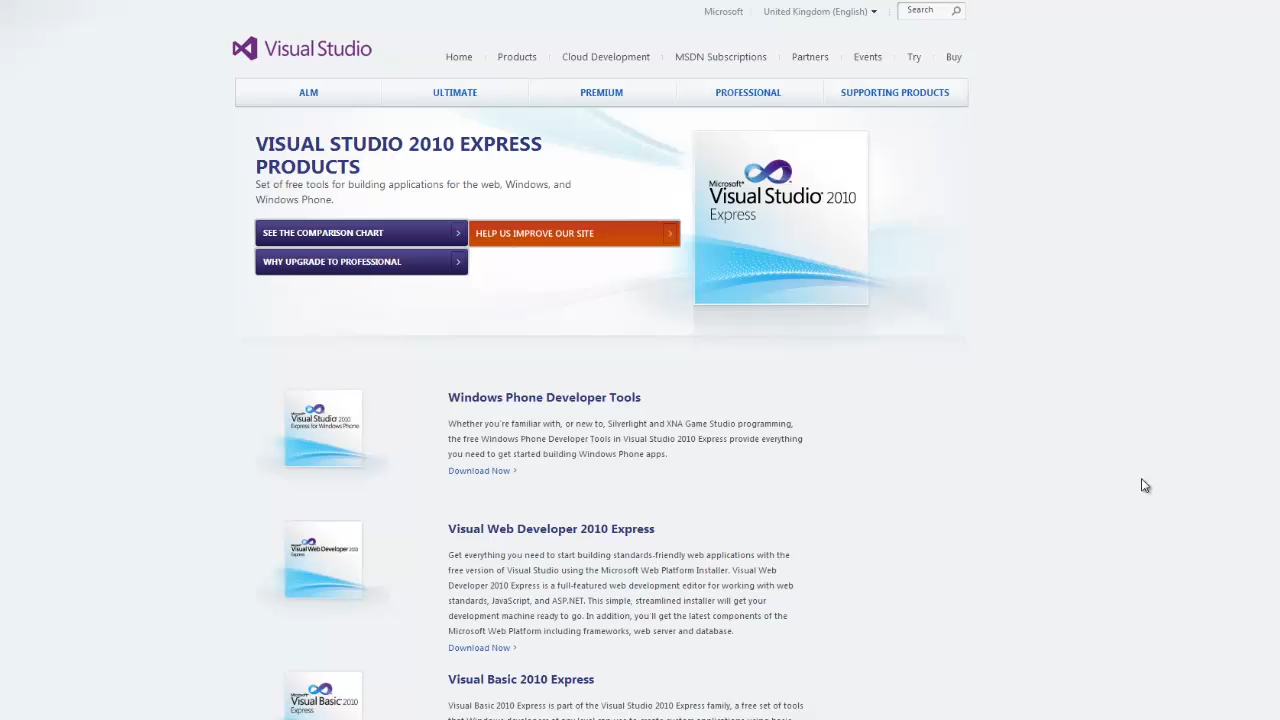 Microsoft
United Kingdom (English)
Search
Visual Studio
Home
Products
Cloud Development
MSDN Subscriptions
Partners
Events
Try
Buy
ALM
ULTIMATE
PREMIUM
PROFESSIONAL
SUPPORTING PRODUCTS
VISUAL STUDIO 2010 EXPRESS
PRODUCTS
Set of free tools for building applications for the web, Windows, and
Windows Phone.
SEE THE COMPARISON CHART
HELP US IMPROVE OUR SITE
WHY UPGRADE TO PROFESSIONAL
Microsoft®
Visual Studio® 2010
Express
Microsoft
Visual Studio 2010
Express for Windows Phone
Windows Phone Developer Tools
Whether you're familiar with, or new to, Silverlight and XNA Game Studio programming,
the free Windows Phone Developer Tools in Visual Studio 2010 Express provide everything
you need to get started building Windows Phone apps.
Download Now ›
Microsoft
Visual Web Developer 2010
Express
Visual Web Developer 2010 Express
Get everything you need to start building standards-friendly web applications with the
free version of Visual Studio using the Microsoft Web Platform Installer. Visual Web
Developer 2010 Express is a full-featured web development editor for working with web
standards, JavaScript, and ASP.NET. This simple, streamlined installer will get your
development machine ready to go. In addition, you'll get the latest components of the
Microsoft Web Platform including frameworks, web server and database.
Download Now ›
Microsoft
Visual Basic 2010
Express
Visual Basic 2010 Express
Visual Basic 2010 Express is part of the Visual Studio 2010 Express family, a free set of tools